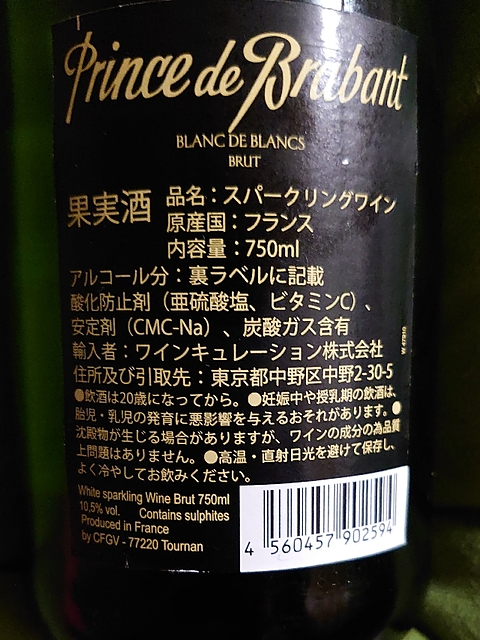 Prince de Brabant
BLANC DE BLANCS
BRUT
果実酒
品名：スパークリングワイン
原産国：フランス
内容量：750ml
アルコール分：裏ラベルに記載
酸化防止剤（亜硫酸塩、ビタミンC）、
安定剤（CMC-Na）、炭酸ガス含有
輸入者：ワインキュレーション株式会社
住所及び引取先：東京都中野区中野2-30-5
●飲酒は20歳になってから。●妊娠中や授乳期の飲酒は、
胎児・乳児の発育に悪影響を与えるおそれがあります。●
沈殿物が生じる場合がありますが、ワインの成分の為品質
上問題はありません。●高温・直射日光を避けて保存し、
よく冷やしてお飲みください。
White sparkling Wine Brut 750ml
10.5% vol. Contains sulphites
Produced in France
by CFGV - 77220 Tournan
4 560457 902594